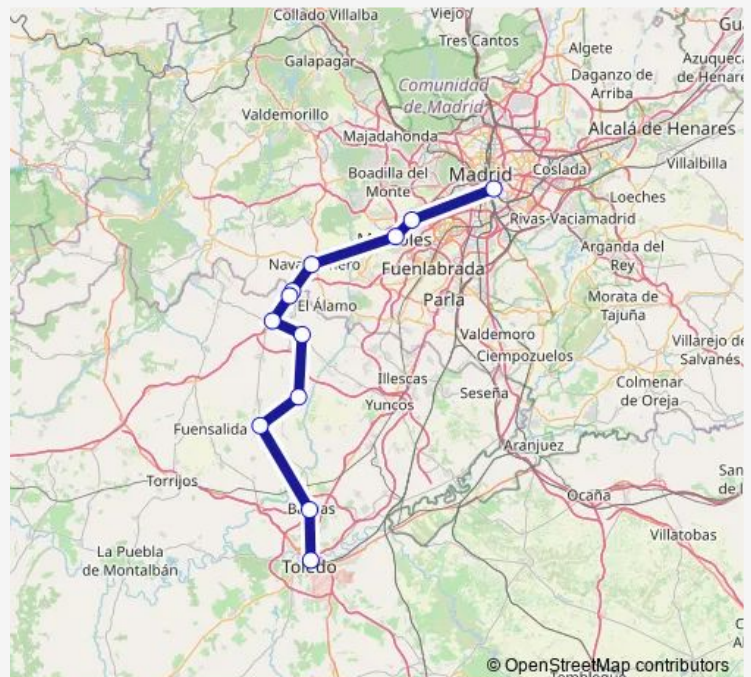 Collado Villalba
Viejo
Tres Cantos
Algete
Galapagar
Daganzo de
Arriba
Azuqueca
de Henare
Comunidad
de Madrid
Valdemorillo
Majadahonda
Alcalá de Henares
Boadilla del
Monte
Madrid
Coslada
Villalbilla
Loeches
Rivas-Vaciamadrid
Arganda del
Rey
Fuenlabrada
El Álamo
Parla
Morata de
Tajuña
Valdemoro
Ciempozuelos
Villarejo de
Salvanés
Illescas
Seseña
Colmenar
de Oreja
Yuncos
Fuensalida
Aranjuez
Torrijos
Ocaña
Villatobas
La Puebla
de Montalbán
Toledo
© OpenStreetMap contributors